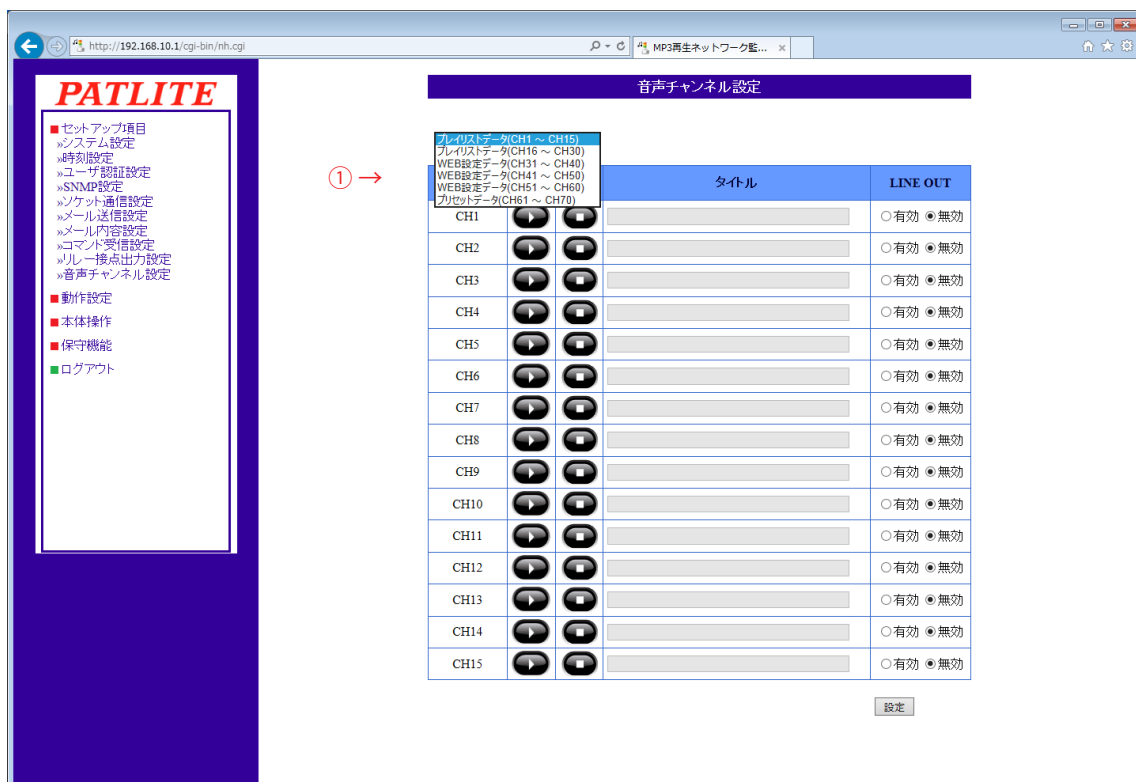 http://192.168.10.1/cgi-bin/nh.cgi
MP3再生ネットワーク監...
PATLITE
セットアップ項目
»システム設定
»時刻設定
»ユーザ認証設定
»SNMP設定
»ソケット通信設定
»メール送信設定
»メール内容設定
»コマンド受信設定
»リレー接点出力設定
»音声チャンネル設定
動作設定
本体操作
保守機能
ログアウト
音声チャンネル設定
プレイリストデータ(CH1 ～ CH15)
プレイリストデータ(CH16 ～ CH30)
WEB設定データ(CH31 ～ CH40)
WEB設定データ(CH41 ～ CH50)
WEB設定データ(CH51 ～ CH60)
プリセットデータ(CH61 ～ CH70)
① →
タイトル LINE OUT
CH1 有効 無効
CH2 有効 無効
CH3 有効 無効
CH4 有効 無効
CH5 有効 無効
CH6 有効 無効
CH7 有効 無効
CH8 有効 無効
CH9 有効 無効
CH10 有効 無効
CH11 有効 無効
CH12 有効 無効
CH13 有効 無効
CH14 有効 無効
CH15 有効 無効
設定